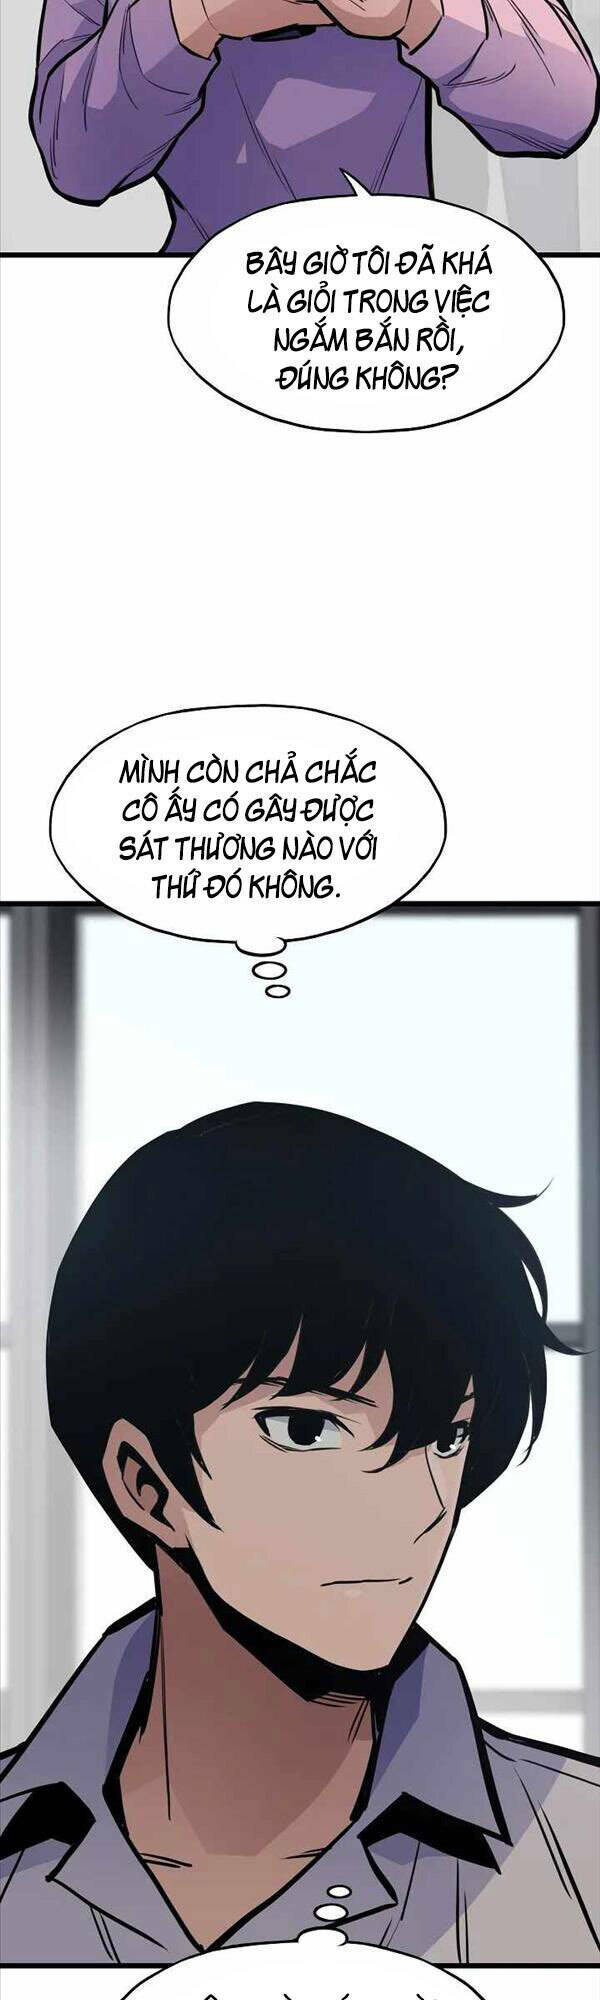 BÂY GIỜ TÔI ĐÃ KHÁ
LÀ GIỎI TRONG VIỆC
NGẮM BẮN RỒI,
ĐÚNG KHÔNG?
MÌNH CÒN CHẢ CHẮC
CÔ ẤY CÓ GÂY ĐƯỢC
SÁT THƯƠNG NÀO VỚI
THỨ ĐÓ KHÔNG.